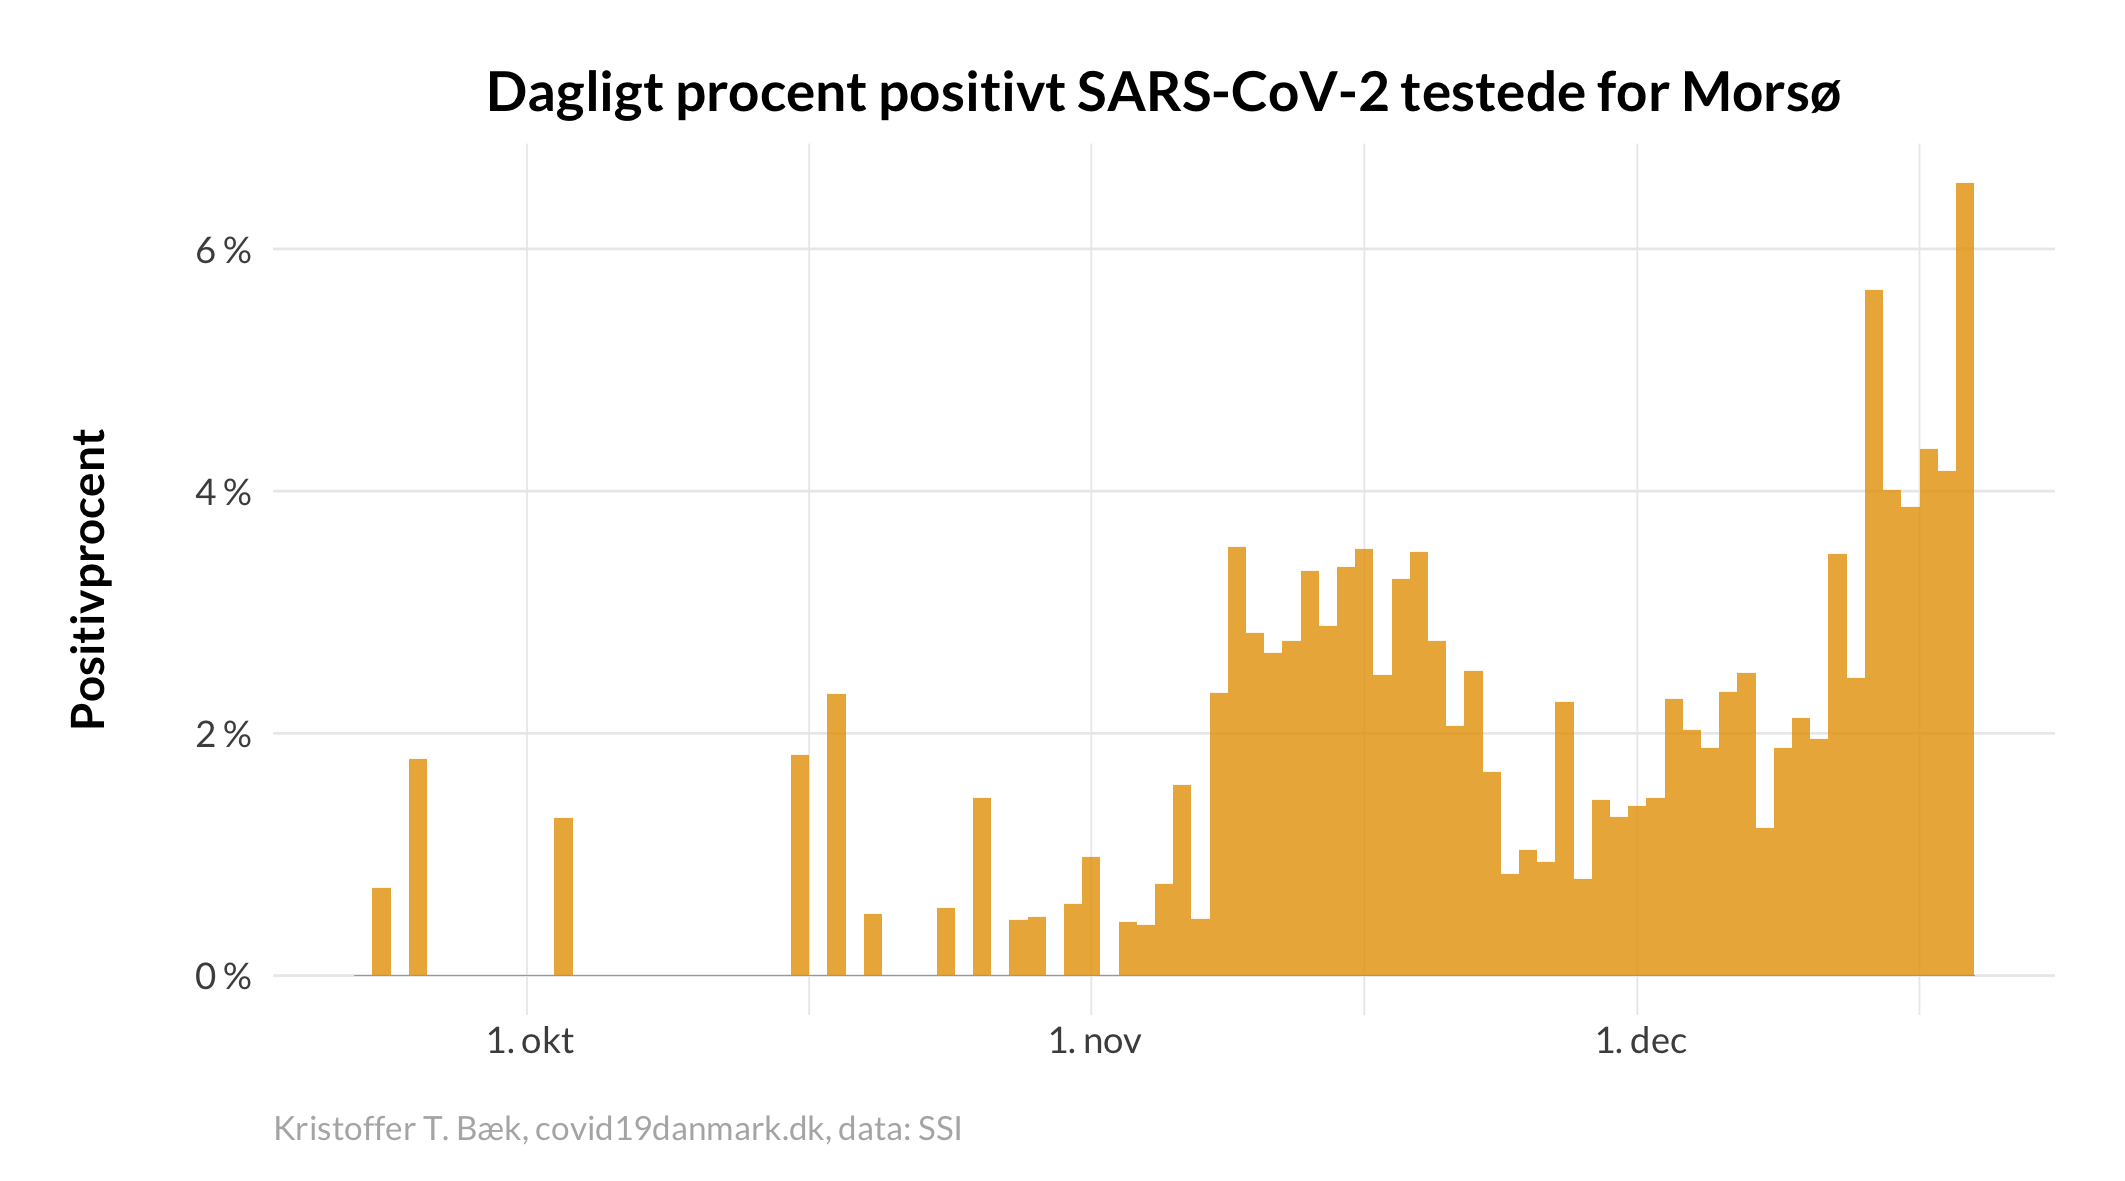 Dagligt procent positivt SARS-CoV-2 testede for Morsø
Positivprocent
6 %
4 %
2 %
0 %
1. okt
1. nov
1. dec
Kristoffer T. Bæk, covid19danmark.dk, data: SSI